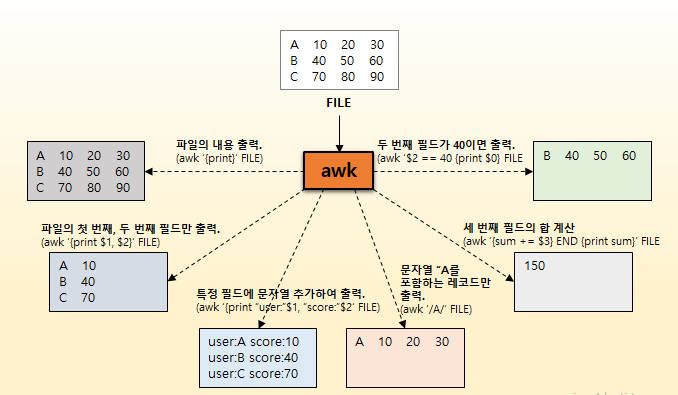 A 10 20 30
B 40 50 60
C 70 80 90
FILE
파일의 내용 출력.
(awk '{print}' FILE)
두 번째 필드가 40이면 출력.
(awk '$2 == 40 {print $0} FILE
A 10 20 30
B 40 50 60
C 70 80 90
awk
B 40 50 60
파일의 첫 번째, 두 번째 필드만 출력.
(awk '{print $1, $2}' FILE)
세 번째 필드의 합 계산
(awk '{sum += $3} END {print sum}' FILE
A 10
B 40
C 70
특정 필드에 문자열 추가하여 출력.
(awk '{print "user:"$1, "score:"$2' FILE)
문자열 "A를
포함하는 레코드만
출력.
(awk '/A/' FILE)
150
user:A score:10
user:B score:40
user:C score:70
A 10 20 30